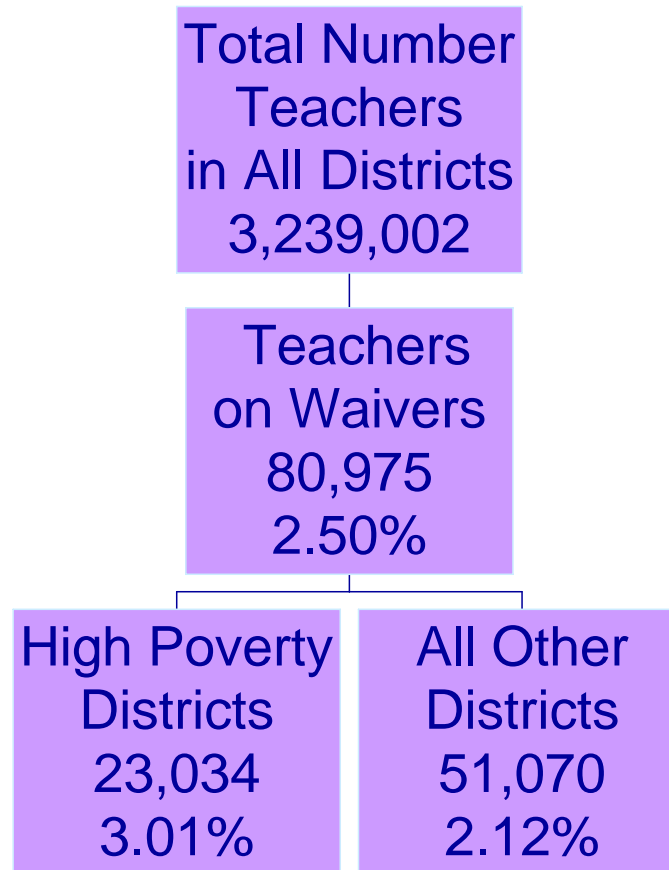 Total Number
Teachers
in All Districts
3,239,002
Teachers
on Waivers
80,975
2.50%
High Poverty
Districts
23,034
3.01%
All Other
Districts
51,070
2.12%